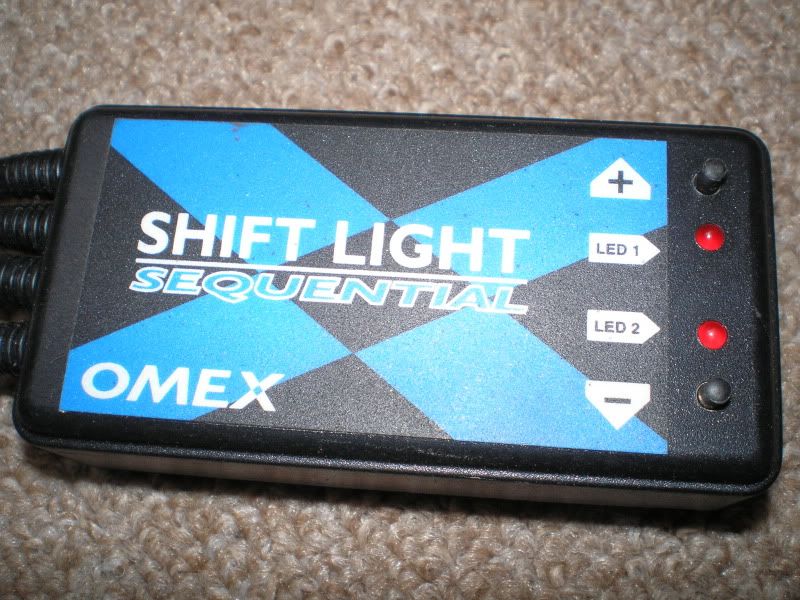 SHIFT LIGHT
SEQUENTIAL
OMEX
+
LED 1
LED 2
−